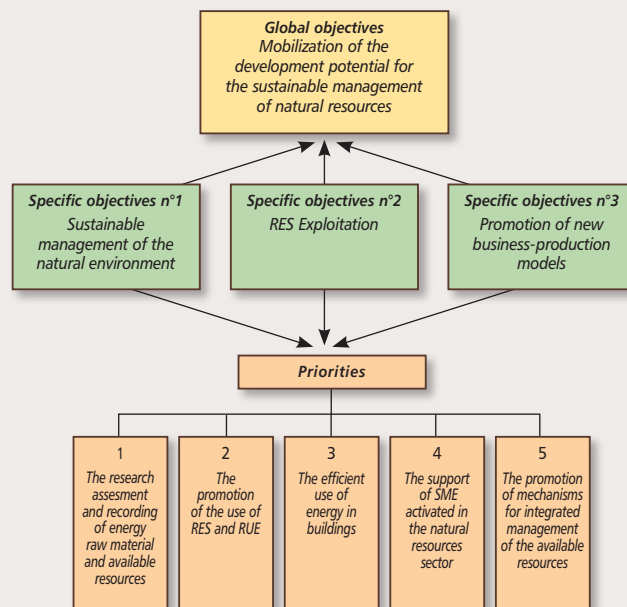 Global objectives
Mobilization of the
development potential for
the sustainable management
of natural resources
Specific objectives n°1
Sustainable
management of the
natural environment
Specific objectives n°2
RES Exploitation
Specific objectives n°3
Promotion of new
business-production
models
Priorities
1
The research
assesment
and recording
of energy
raw material
and available
resources
2
The
promotion
of the use of
RES and RUE
3
The efficient
use of
energy in
buildings
4
The support
of SME
activated in
the natural
resources
sector
5
The promotion
of mechanisms
for integrated
management
of the available
resources